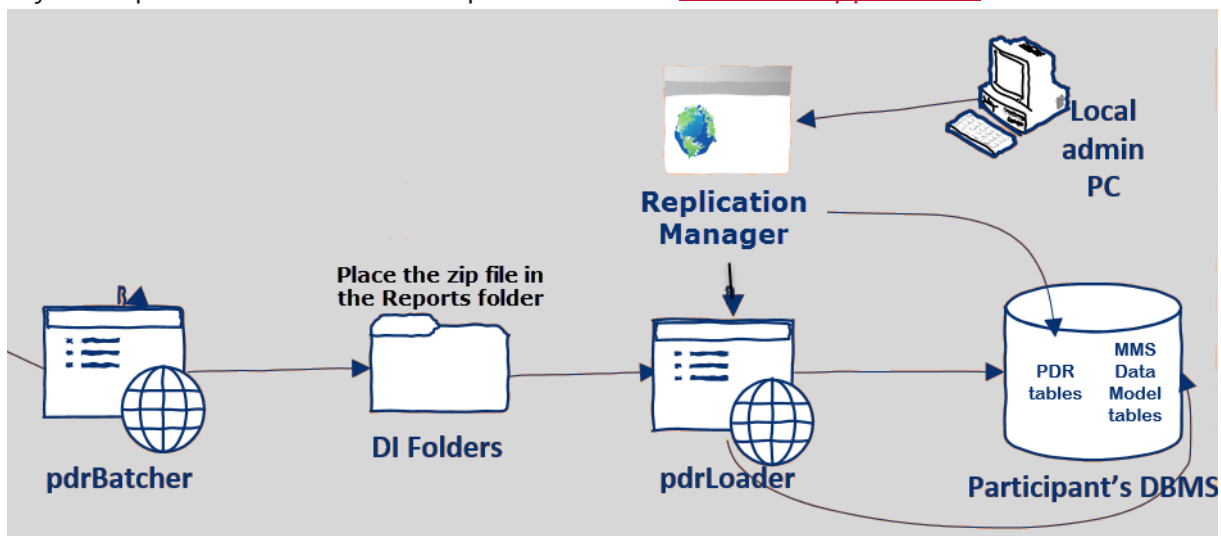 Local
admin
PC
Replication
Manager
Place the zip file in
the Reports folder
MMS
Data
Model
tables
PDR
tables
DI Folders
pdrBatcher
pdrLoader
Participant's DBMS